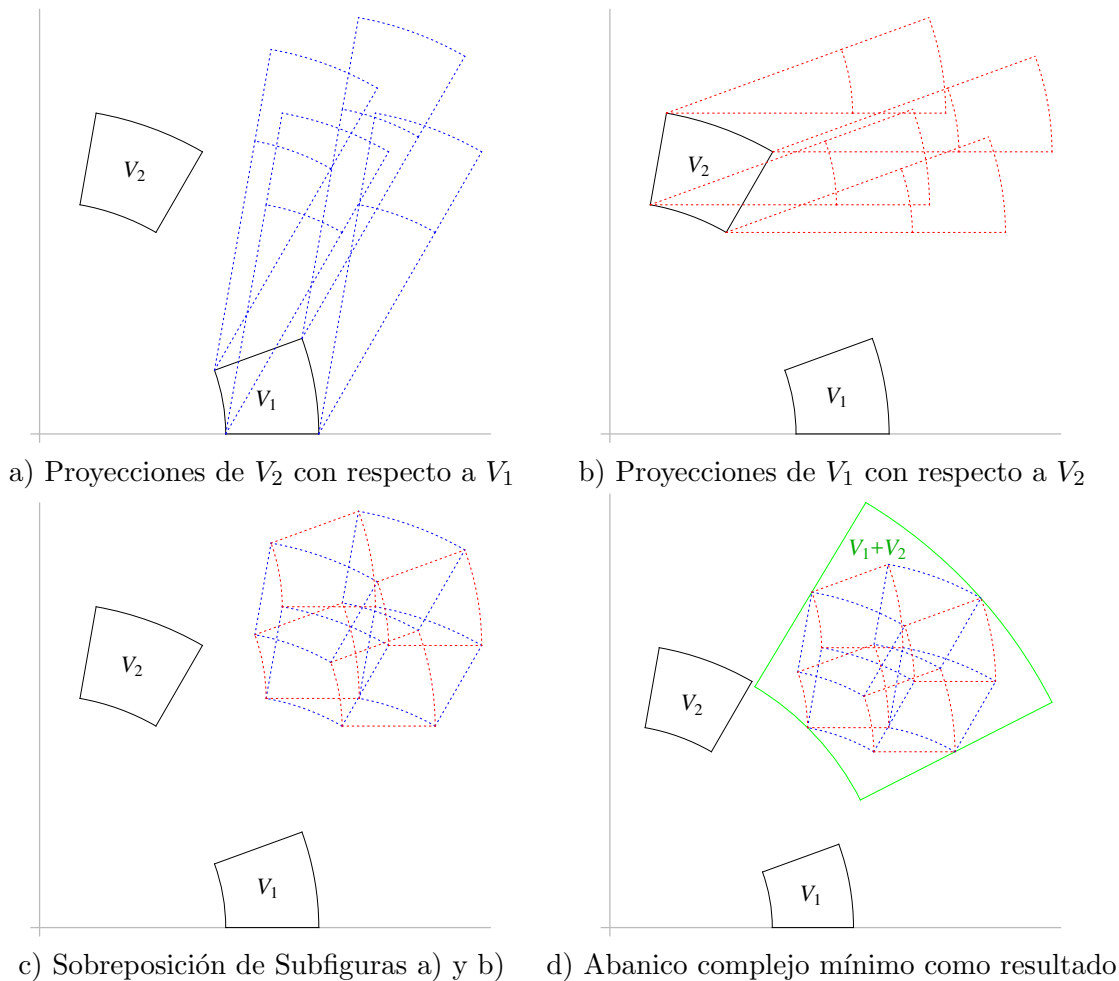 V₂
V₁
a) Proyecciones de V₂ con respecto a V₁
V₂
V₁
b) Proyecciones de V₁ con respecto a V₂
V₂
V₁
c) Sobreposición de Subfiguras a) y b)
V₁+V₂
V₂
V₁
d) Abanico complejo mínimo como resultado